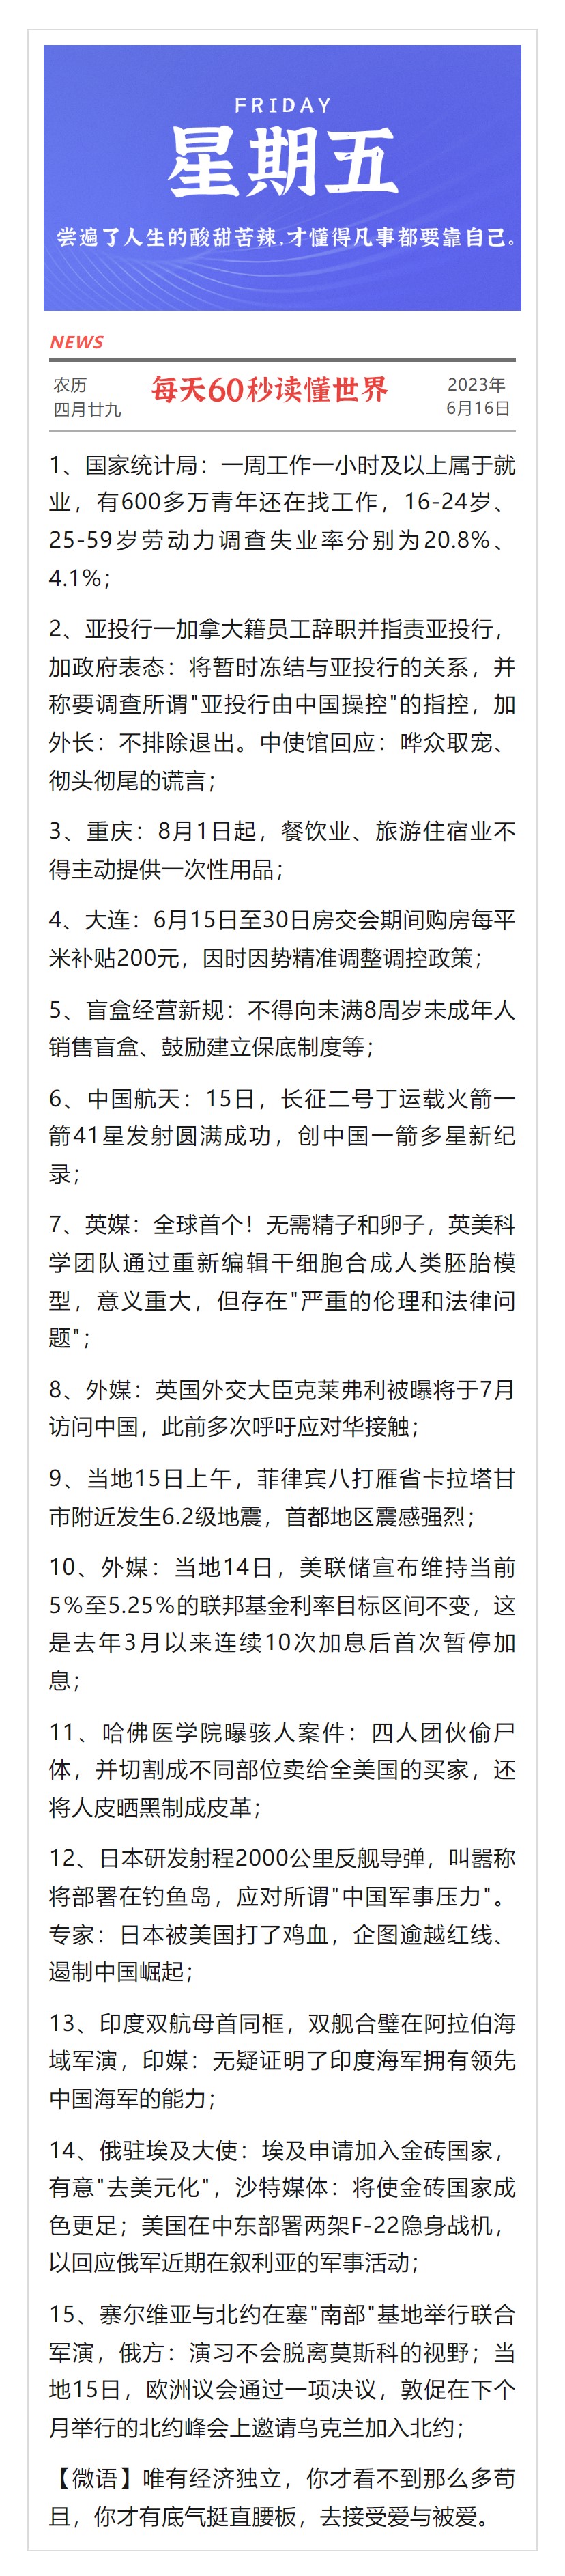 FRIDAY
星期五
尝遍了人生的酸甜苦辣,才懂得凡事都要靠自己。
NEWS
农历
四月廿九
每天60秒读懂世界
2023年
6月16日
1、国家统计局：一周工作一小时及以上属于就
业，有600多万青年还在找工作，16-24岁、
25-59岁劳动力调查失业率分别为20.8%、
4.1%；
2、亚投行一加拿大籍员工辞职并指责亚投行，
加政府表态：将暂时冻结与亚投行的关系，并
称要调查所谓"亚投行由中国操控"的指控，加
外长：不排除退出。中使馆回应：哗众取宠、
彻头彻尾的谎言；
3、重庆：8月1日起，餐饮业、旅游住宿业不
得主动提供一次性用品；
4、大连：6月15日至30日房交会期间购房每平
米补贴200元，因时因势精准调整调控政策；
5、盲盒经营新规：不得向未满8周岁未成年人
销售盲盒、鼓励建立保底制度等；
6、中国航天：15日，长征二号丁运载火箭一
箭41星发射圆满成功，创中国一箭多星新纪
录；
7、英媒：全球首个！无需精子和卵子，英美科
学团队通过重新编辑干细胞合成人类胚胎模
型，意义重大，但存在"严重的伦理和法律问
题"；
8、外媒：英国外交大臣克莱弗利被曝将于7月
访问中国，此前多次呼吁应对华接触；
9、当地15日上午，菲律宾八打雁省卡拉塔甘
市附近发生6.2级地震，首都地区震感强烈；
10、外媒：当地14日，美联储宣布维持当前
5%至5.25%的联邦基金利率目标区间不变，这
是去年3月以来连续10次加息后首次暂停加
息；
11、哈佛医学院曝骇人案件：四人团伙偷尸
体，并切割成不同部位卖给全美国的买家，还
将人皮晒黑制成皮革；
12、日本研发射程2000公里反舰导弹，叫嚣称
将部署在钓鱼岛，应对所谓"中国军事压力"。
专家：日本被美国打了鸡血，企图逾越红线、
遏制中国崛起；
13、印度双航母首同框，双舰合璧在阿拉伯海
域军演，印媒：无疑证明了印度海军拥有领先
中国海军的能力；
14、俄驻埃及大使：埃及申请加入金砖国家，
有意"去美元化"，沙特媒体：将使金砖国家成
色更足；美国在中东部署两架F-22隐身战机，
以回应俄军近期在叙利亚的军事活动；
15、塞尔维亚与北约在塞"南部"基地举行联合
军演，俄方：演习不会脱离莫斯科的视野；当
地15日，欧洲议会通过一项决议，敦促在下个
月举行的北约峰会上邀请乌克兰加入北约；
【微语】唯有经济独立，你才看不到那么多苟
且，你才有底气挺直腰板，去接受爱与被爱。